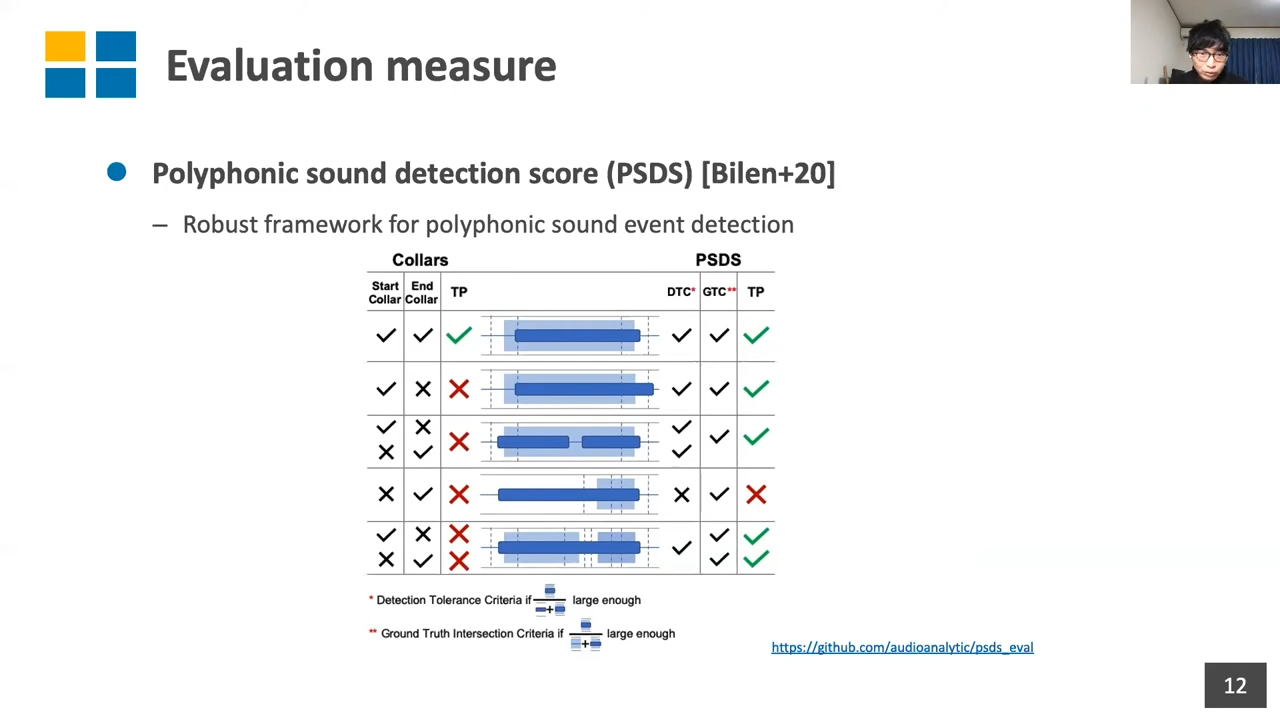 Evaluation measure
Polyphonic sound detection score (PSDS) [Bilen+20]
– Robust framework for polyphonic sound event detection
Collars PSDS
Start Collar End Collar TP DTC* GTC** TP
* Detection Tolerance Criteria if large enough
** Ground Truth Intersection Criteria if large enough
https://github.com/audioanalytic/psds_eval
12